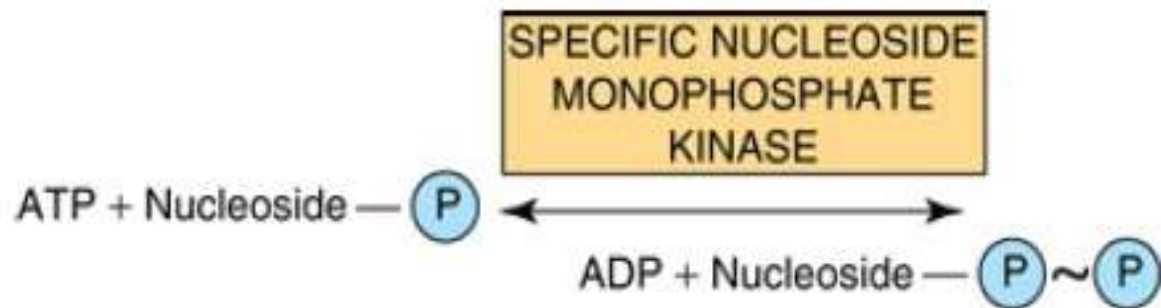 SPECIFIC NUCLEOSIDE
MONOPHOSPHATE
KINASE
ATP + Nucleoside — P
ADP + Nucleoside — P ~ P